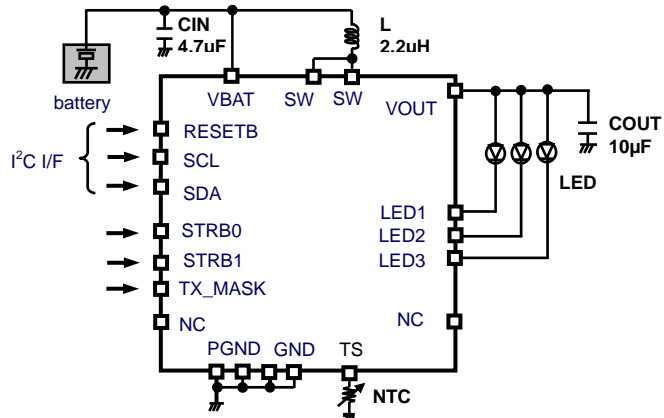 CIN
4.7uF
L
2.2uH
battery
VBAT
SW
SW
VOUT
COUT
10µF
LED
I²C I/F
RESETB
SCL
SDA
STRB0
STRB1
TX_MASK
NC
LED1
LED2
LED3
NC
PGND
GND
TS
NTC